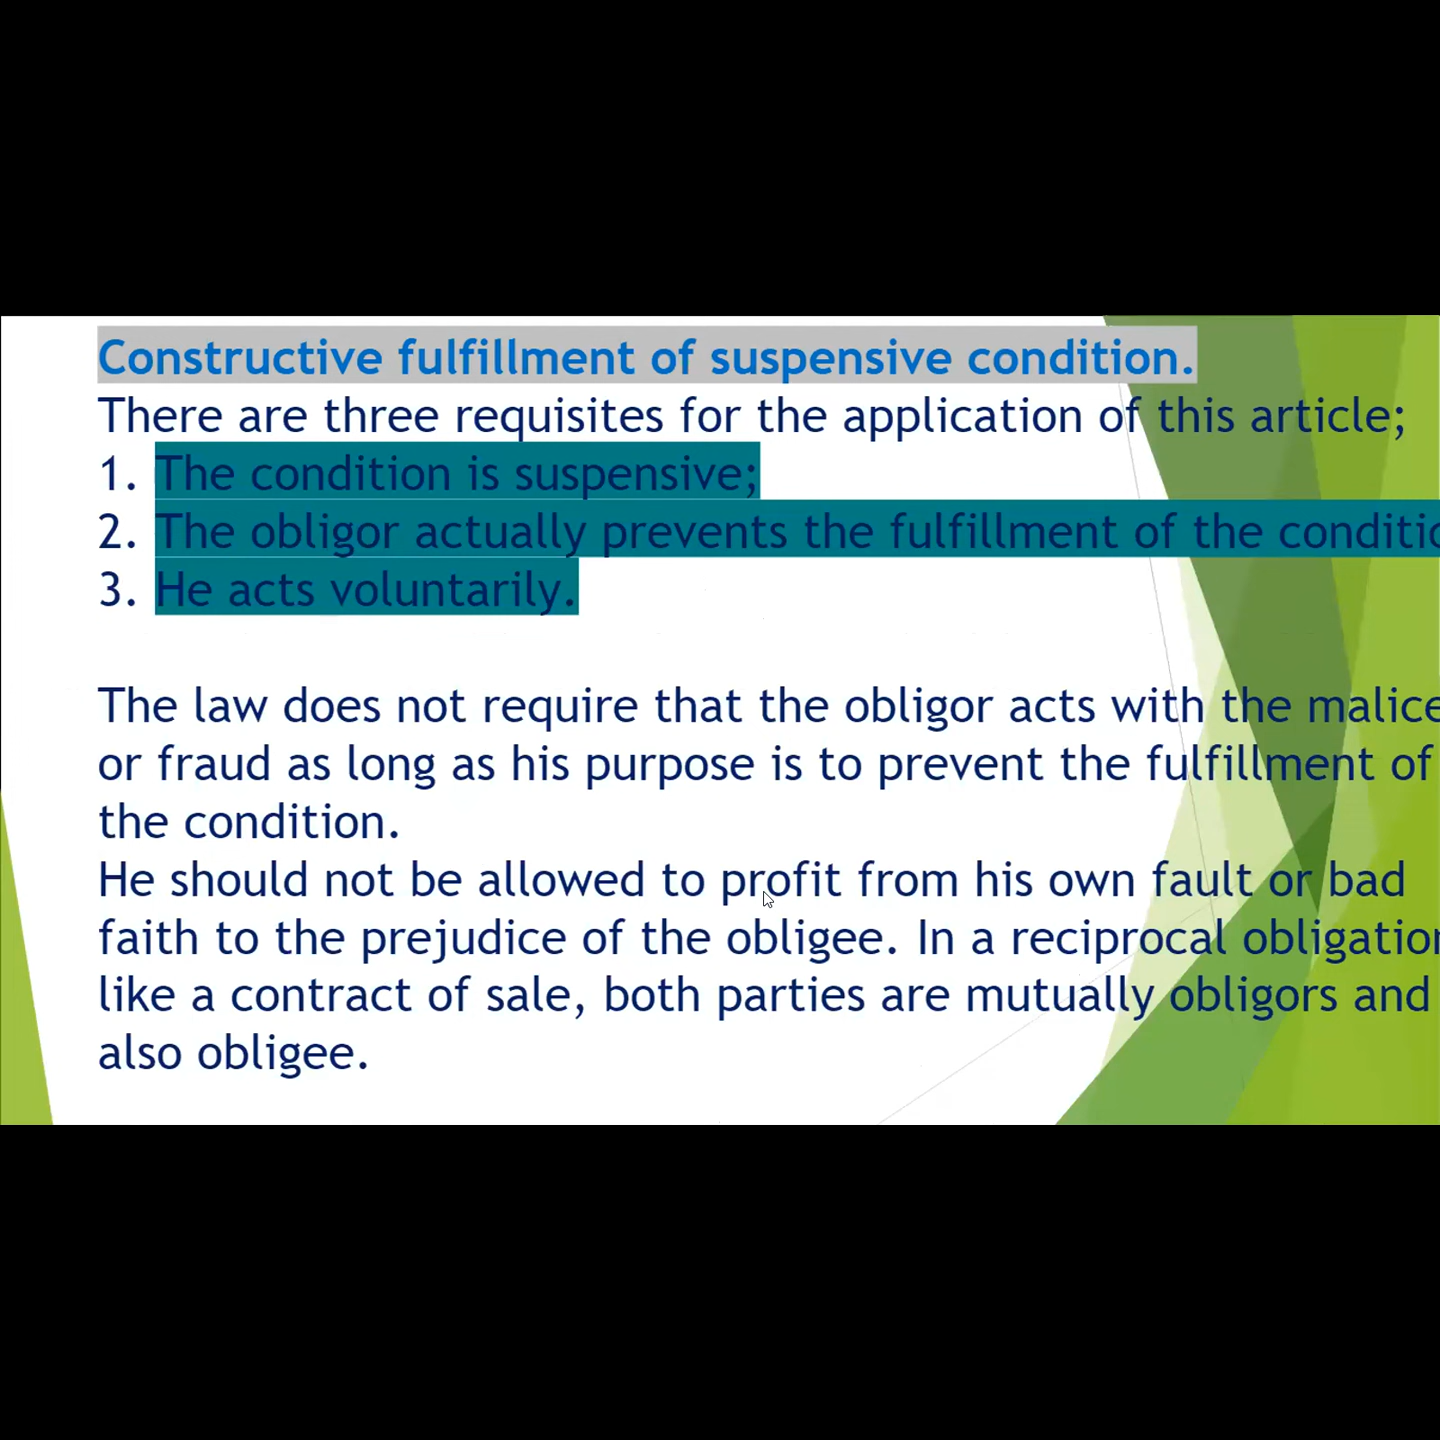 Constructive fulfillment of suspensive condition.
There are three requisites for the application of this article;
1. The condition is suspensive;
2. The obligor actually prevents the fulfillment of the
3. He acts voluntarily.
The law does not require that the obligor acts with the malice
or fraud as long as his purpose is to prevent the fulfillment of
the condition.
He should not be allowed to profit from his own fault or bad
faith to the prejudice of the obligee. In a reciprocal obligation
like a contract of sale, both parties are mutually obligors and
also obligee.